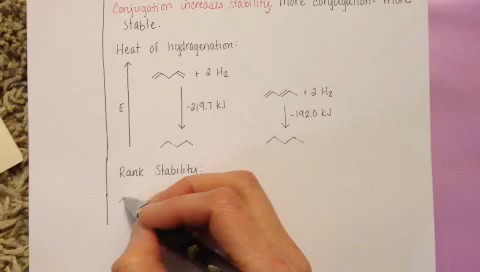 Conjugation increases stability. More conjugation = more
stable.
Heat of hydrogenation:
+ 2 H₂
+ 2 H₂
E
-219.7 kJ
-192.0 kJ
Rank Stability: